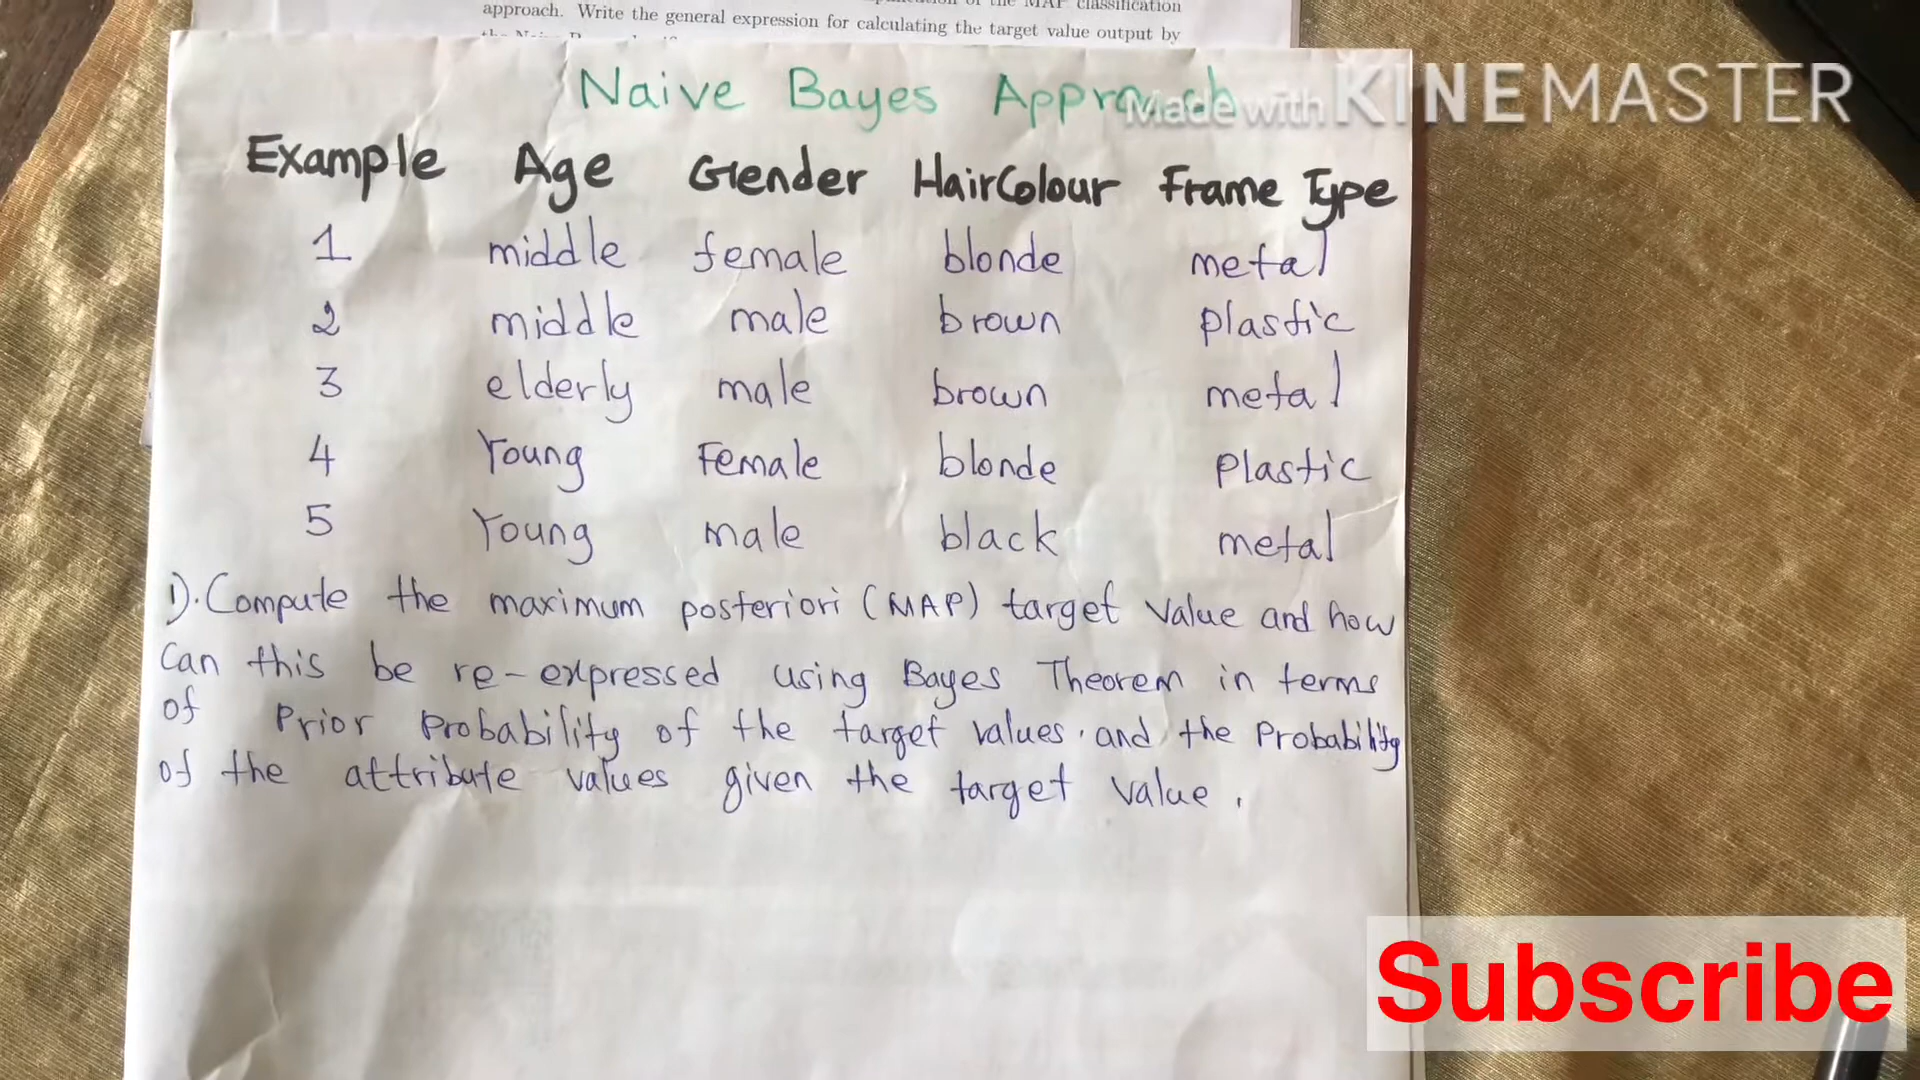 of the MAP classification
approach. Write the general expression for calculating the target value output by
Naive Bayes Approach
Made with KINEMASTER
Example Age Gender HairColour Frame Type
1 middle female blonde metal
2 middle male brown plastic
3 elderly male brown metal
4 Young Female blonde Plastic
5 Young male black metal
1). Compute the maximum posteriori (MAP) target value and how
Can this be re-expressed using Bayes Theorem in terms
of Prior Probability of the target values. and the Probability
of the attribute values given the target value.
Subscribe